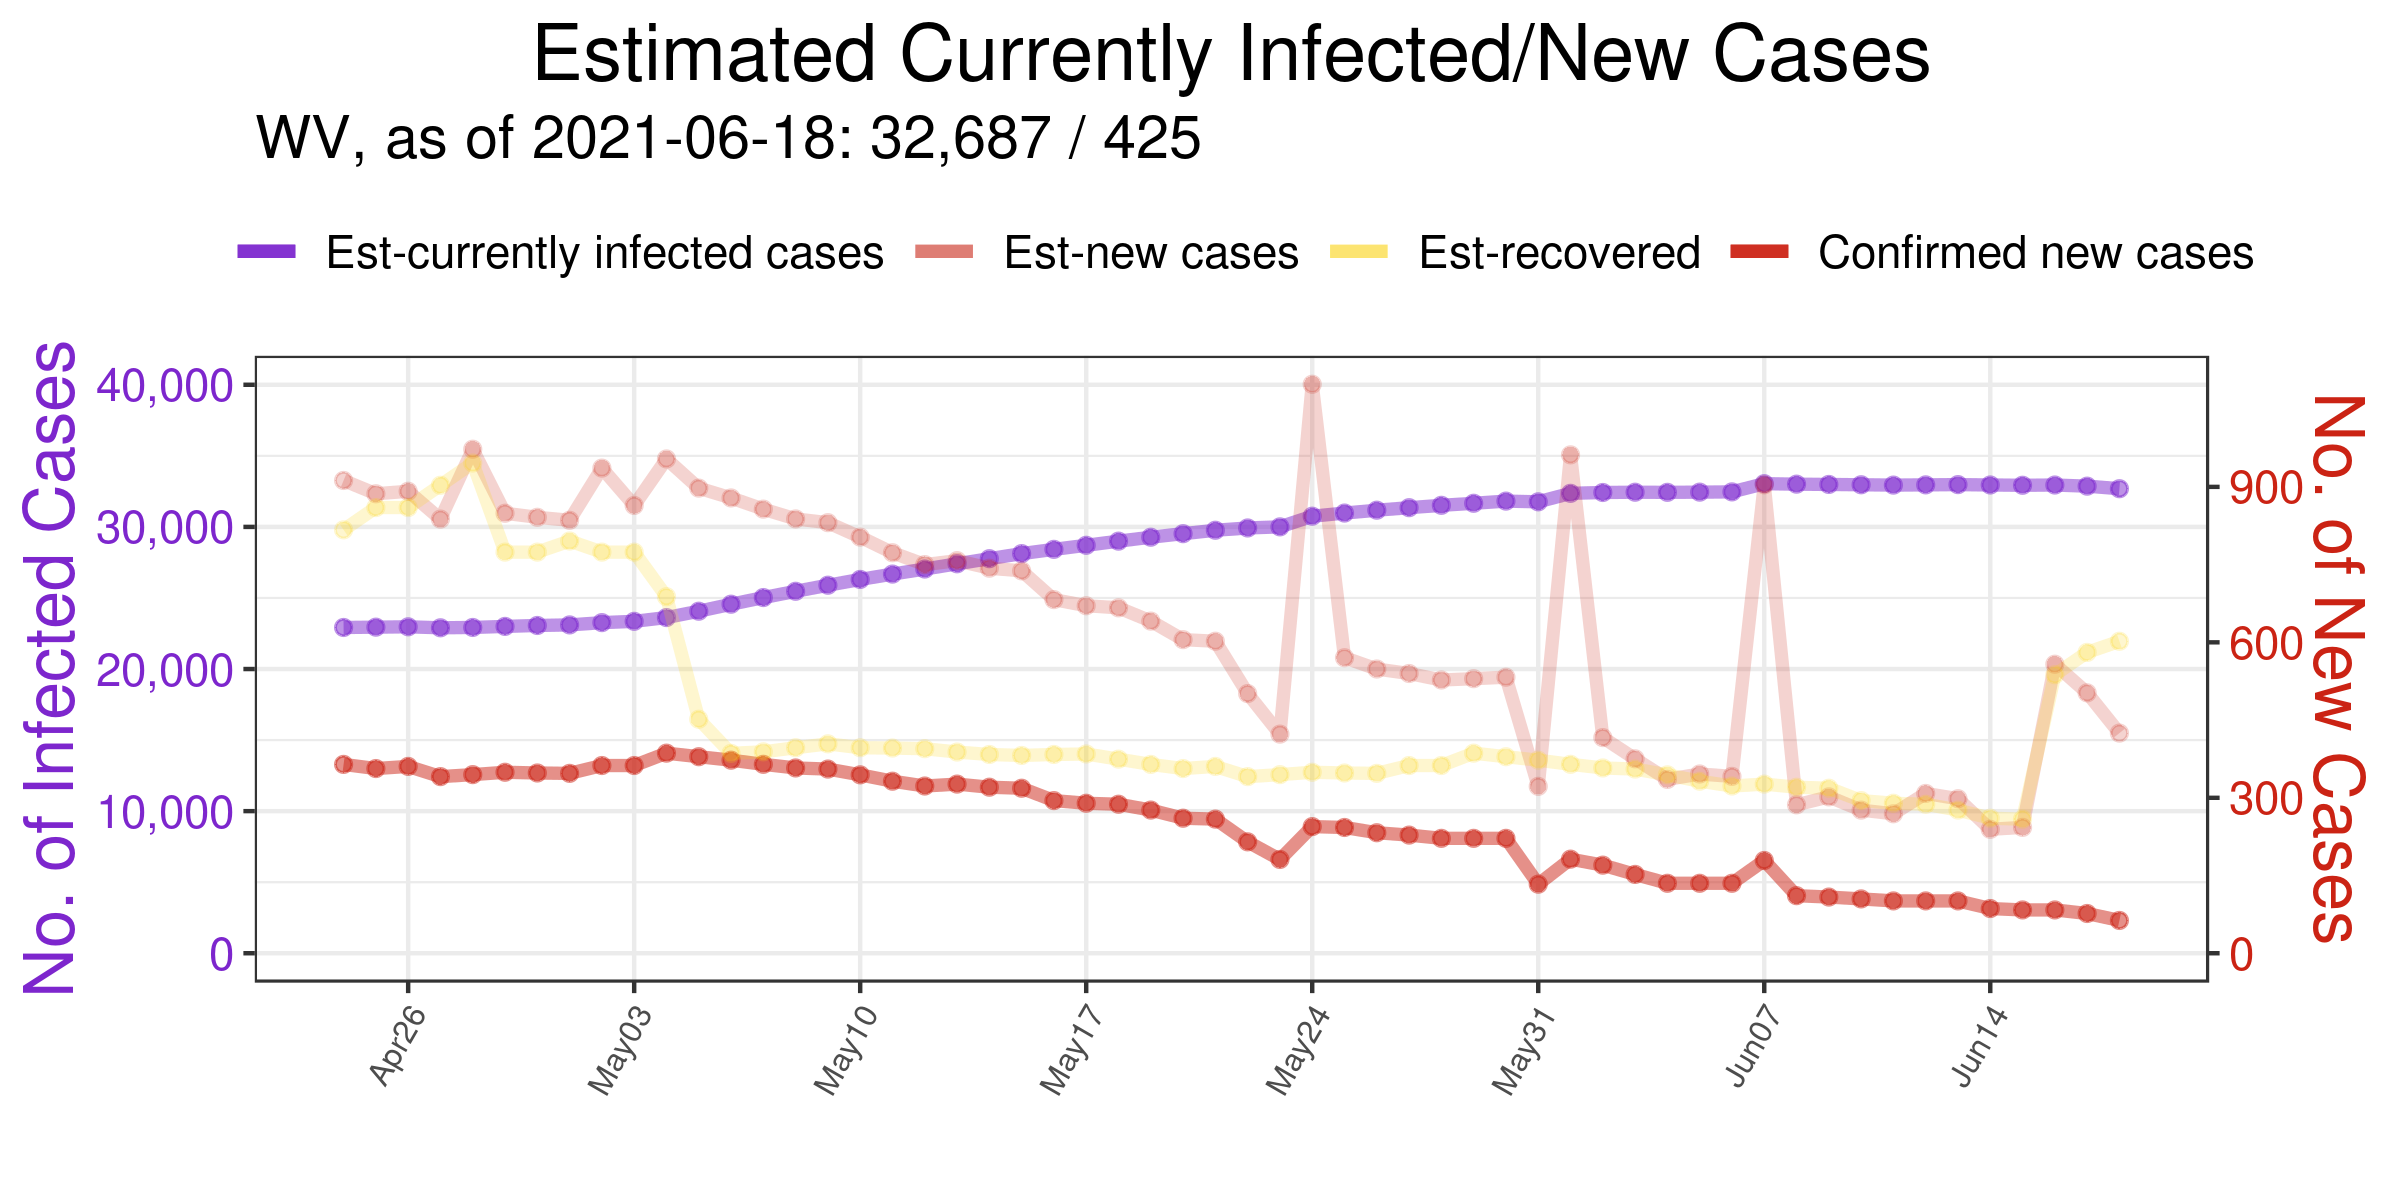 Estimated Currently Infected/New Cases
WV, as of 2021-06-18: 32,687 / 425
Est-currently infected cases Est-new cases Est-recovered Confirmed new cases
No. of Infected Cases
40,000
30,000
20,000
10,000
0
900
600
300
0
No. of New Cases
Apr26 May03 May10 May17 May24 May31 Jun07 Jun14